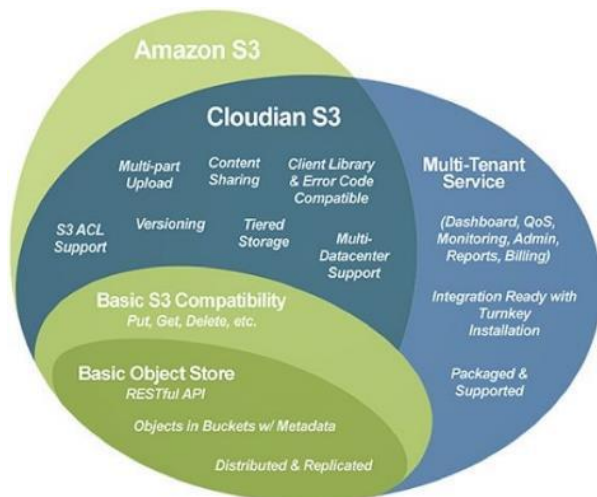 Amazon S3
Cloudian S3
Multi-part
Upload
Content
Sharing
Client Library
& Error Code
Compatible
S3 ACL
Support
Versioning
Tiered
Storage
Multi-
Datacenter
Support
Multi-Tenant
Service
(Dashboard, QoS,
Monitoring, Admin,
Reports, Billing)
Integration Ready with
Turnkey
Installation
Packaged &
Supported
Basic S3 Compatibility
Put, Get, Delete, etc.
Basic Object Store
RESTful API
Objects in Buckets w/ Metadata
Distributed & Replicated